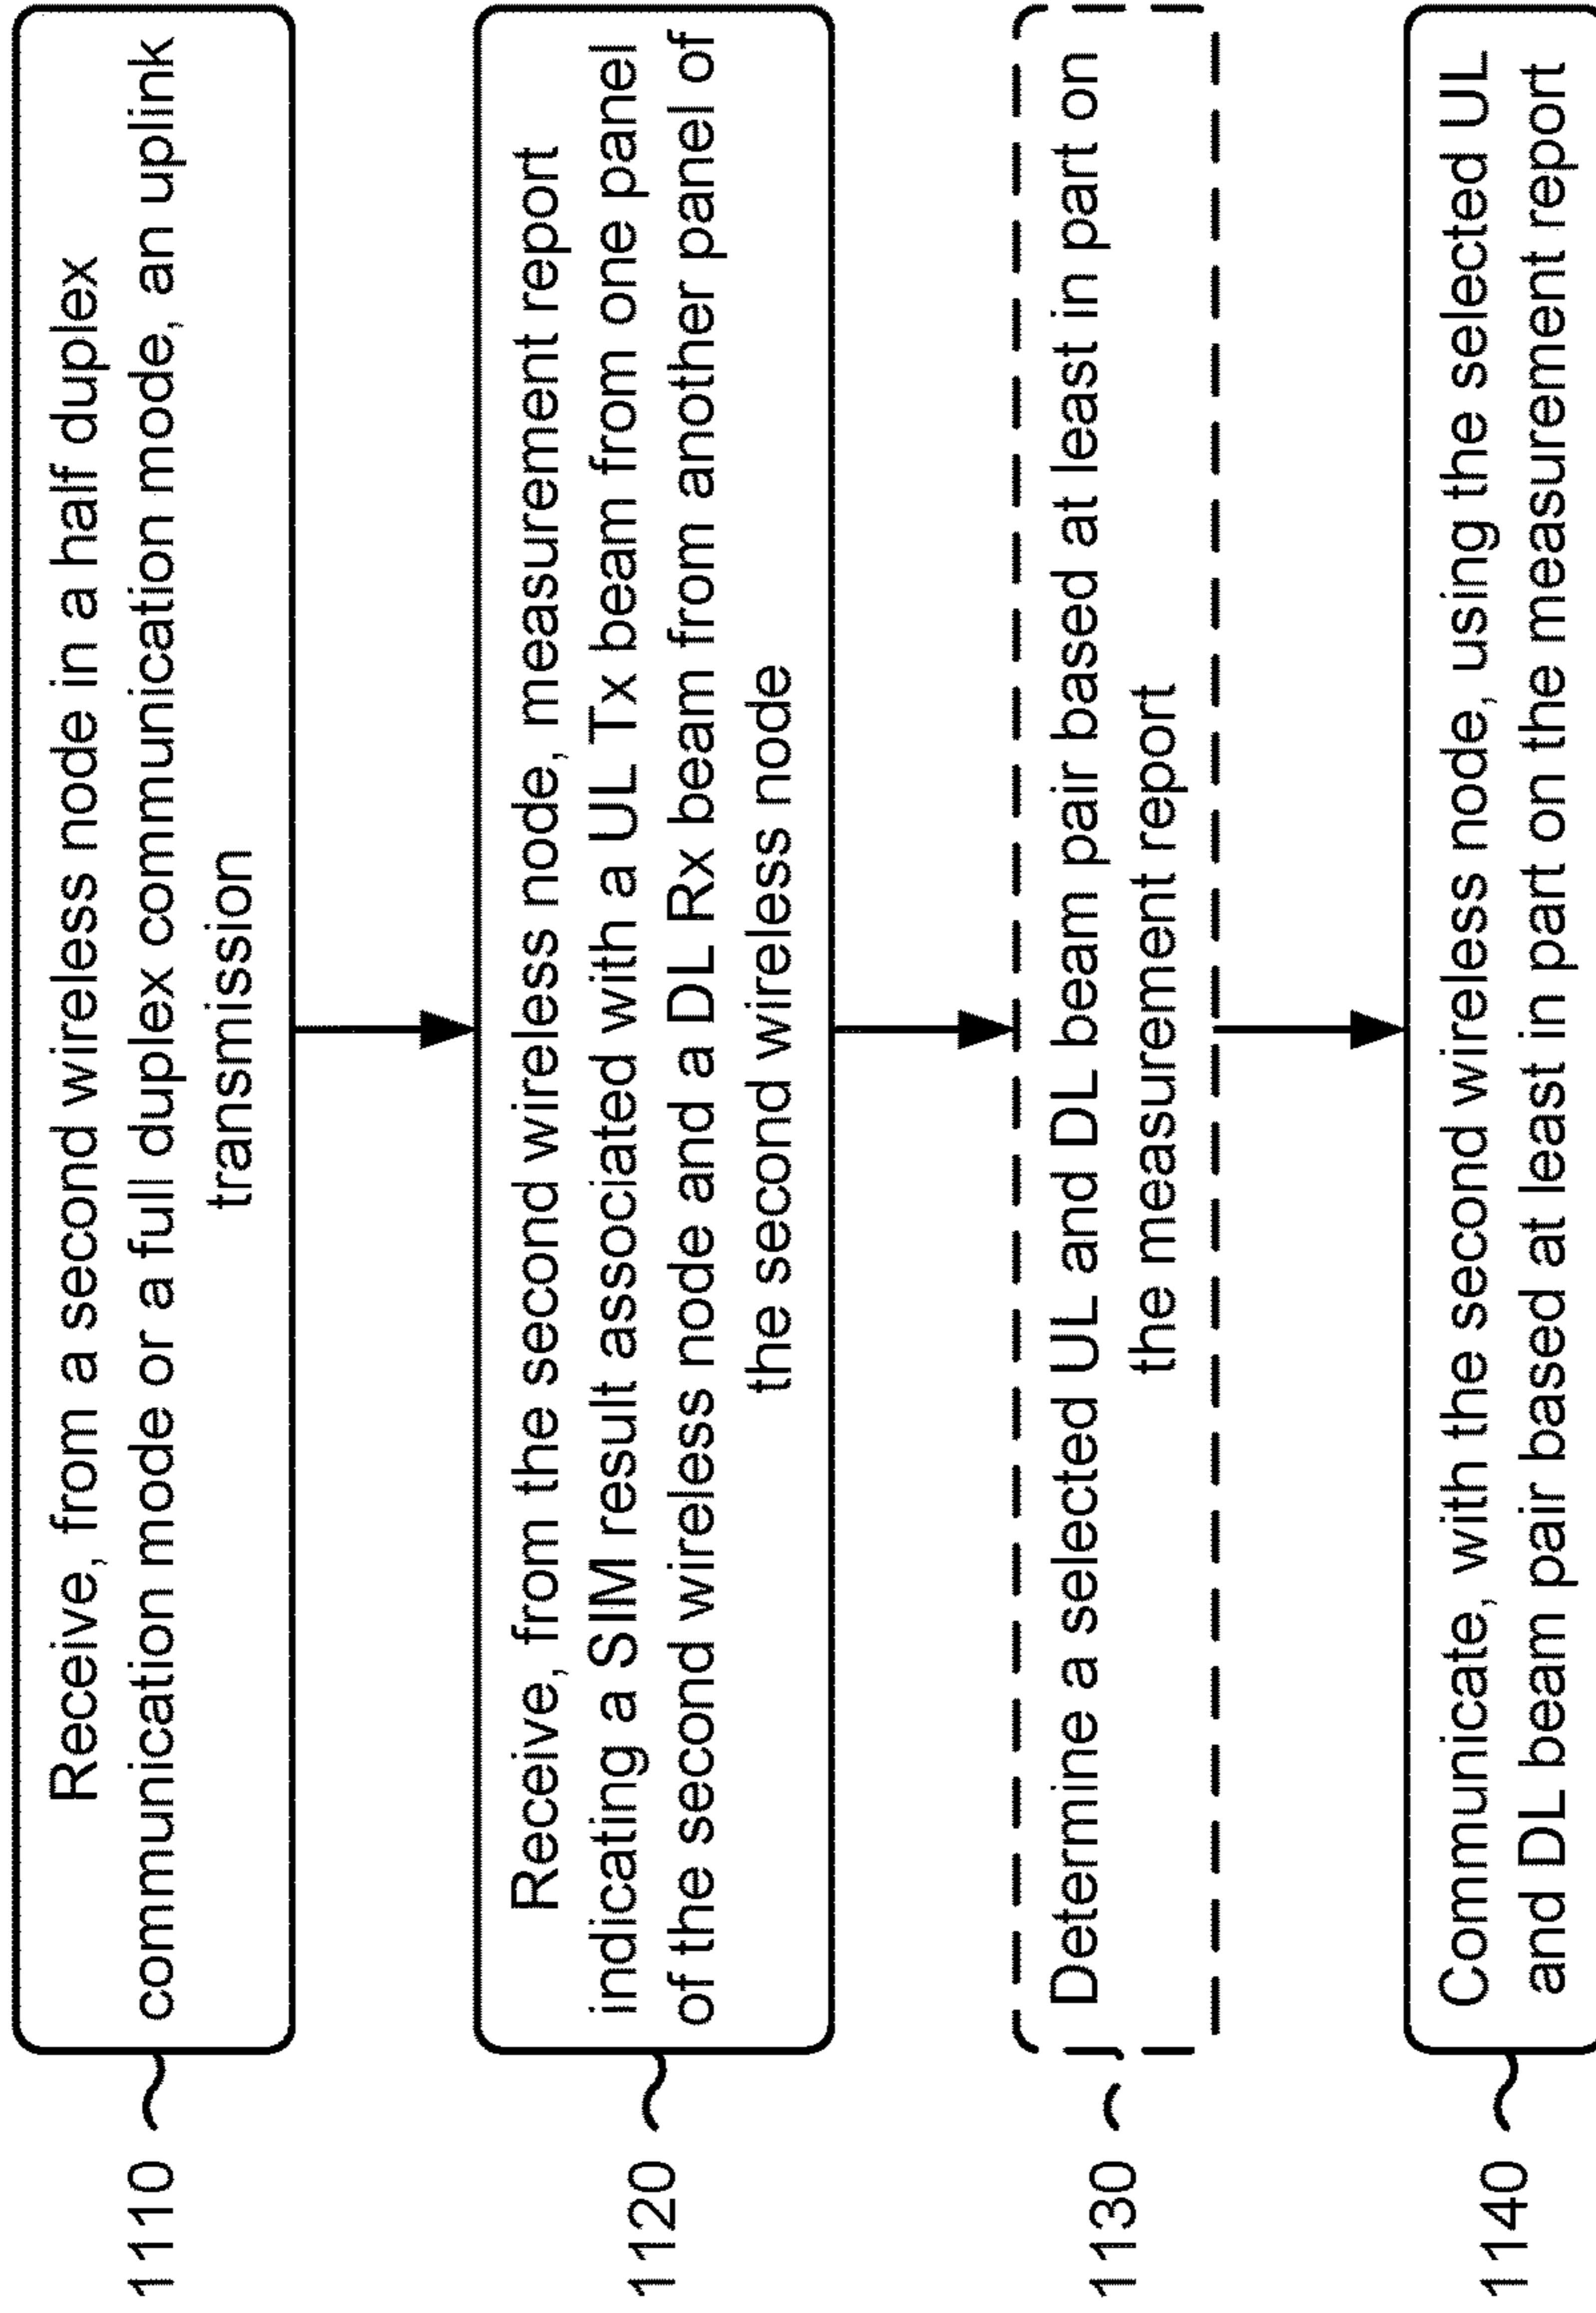 1110
Receive, from a second wireless node in a half duplex
communication mode or a full duplex communication mode, an uplink
transmission
1120
Receive, from the second wireless node, measurement report
indicating a SIM result associated with a UL Tx beam from one panel
of the second wireless node and a DL Rx beam from another panel of
the second wireless node
1130
Determine a selected UL and DL beam pair based at least in part on
the measurement report
1140
Communicate, with the second wireless node, using the selected UL
and DL beam pair based at least in part on the measurement report